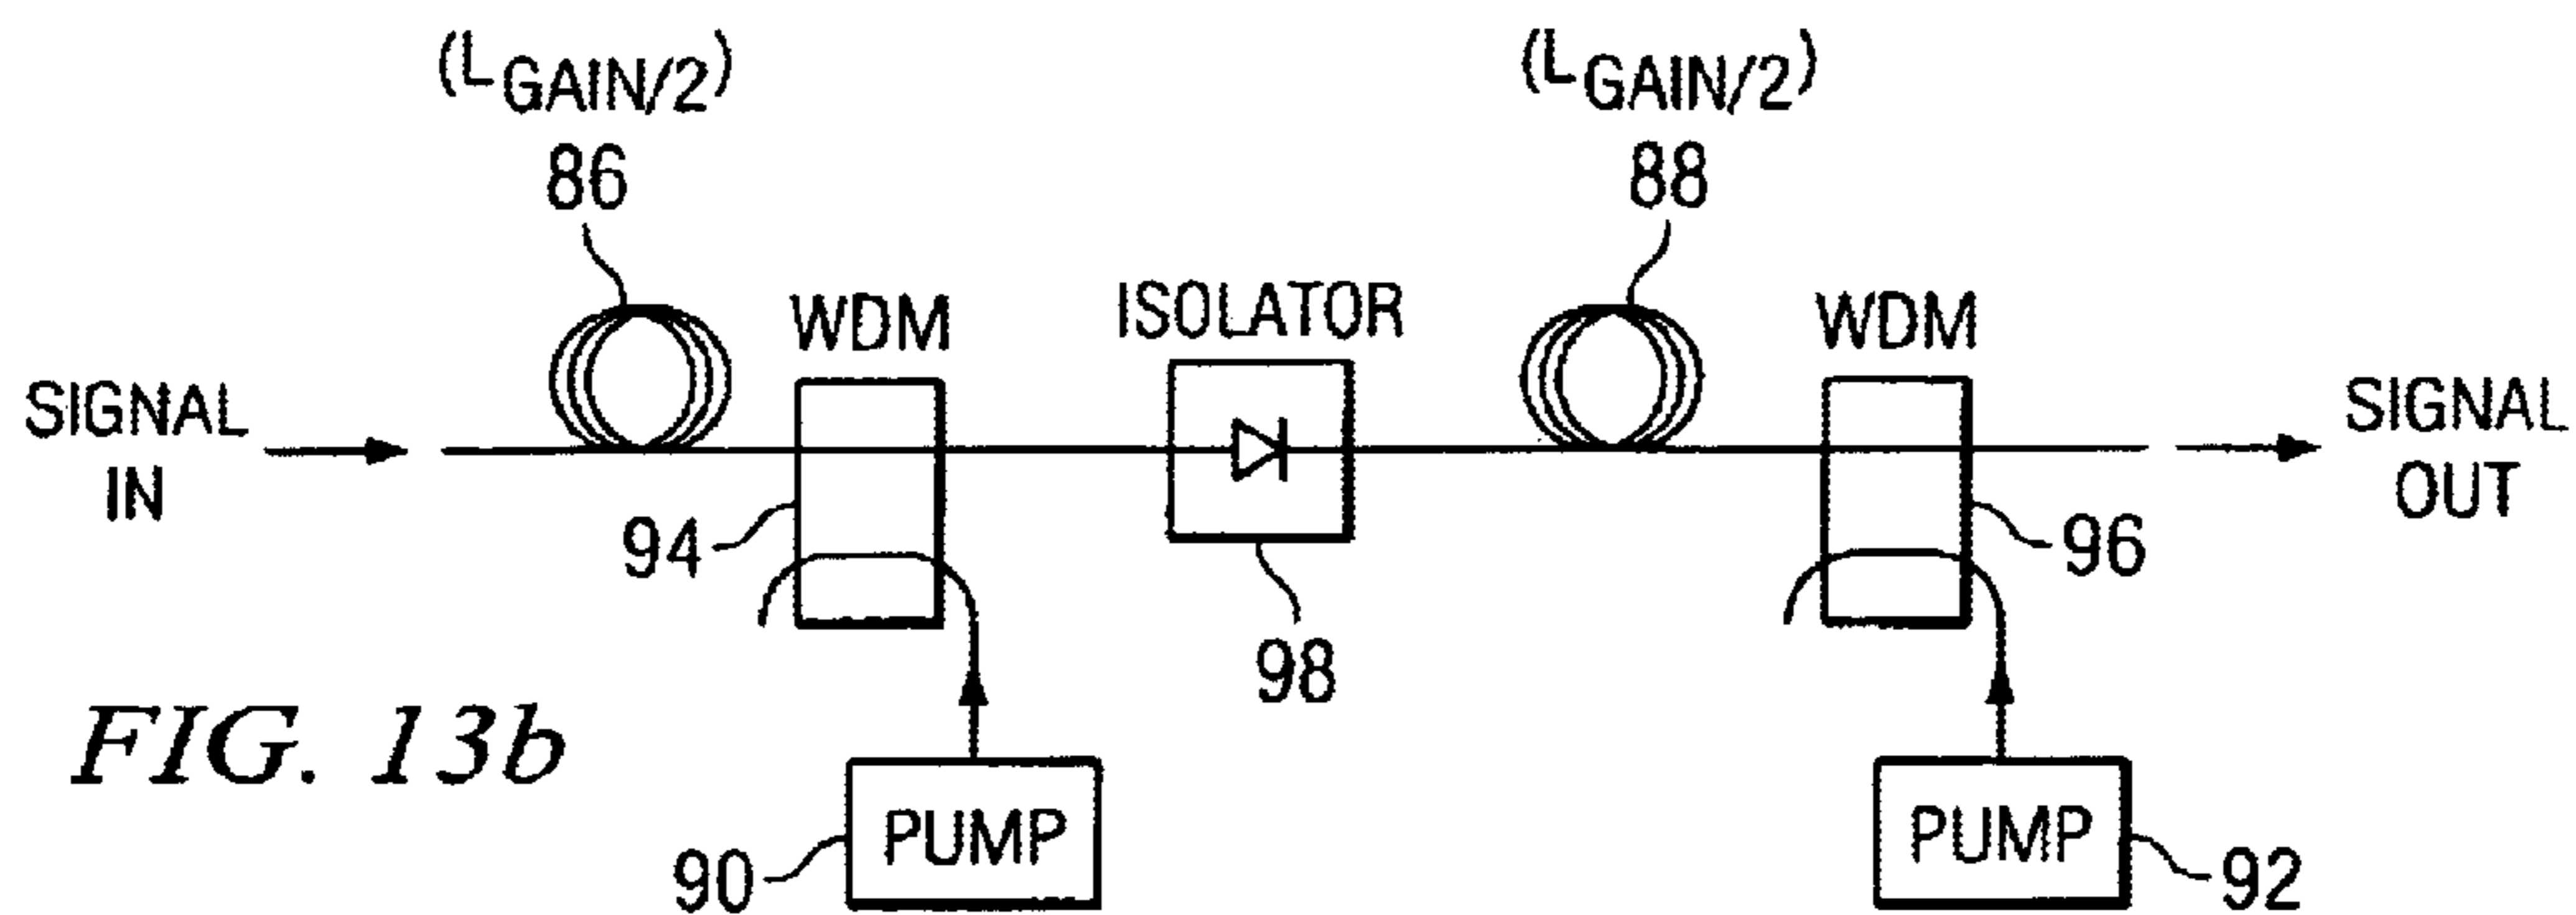 (LGAIN/2)
86
(LGAIN/2)
88
WDM
ISOLATOR
WDM
SIGNAL
IN
SIGNAL
OUT
94
98
96
FIG. 13b
PUMP
90
PUMP
92